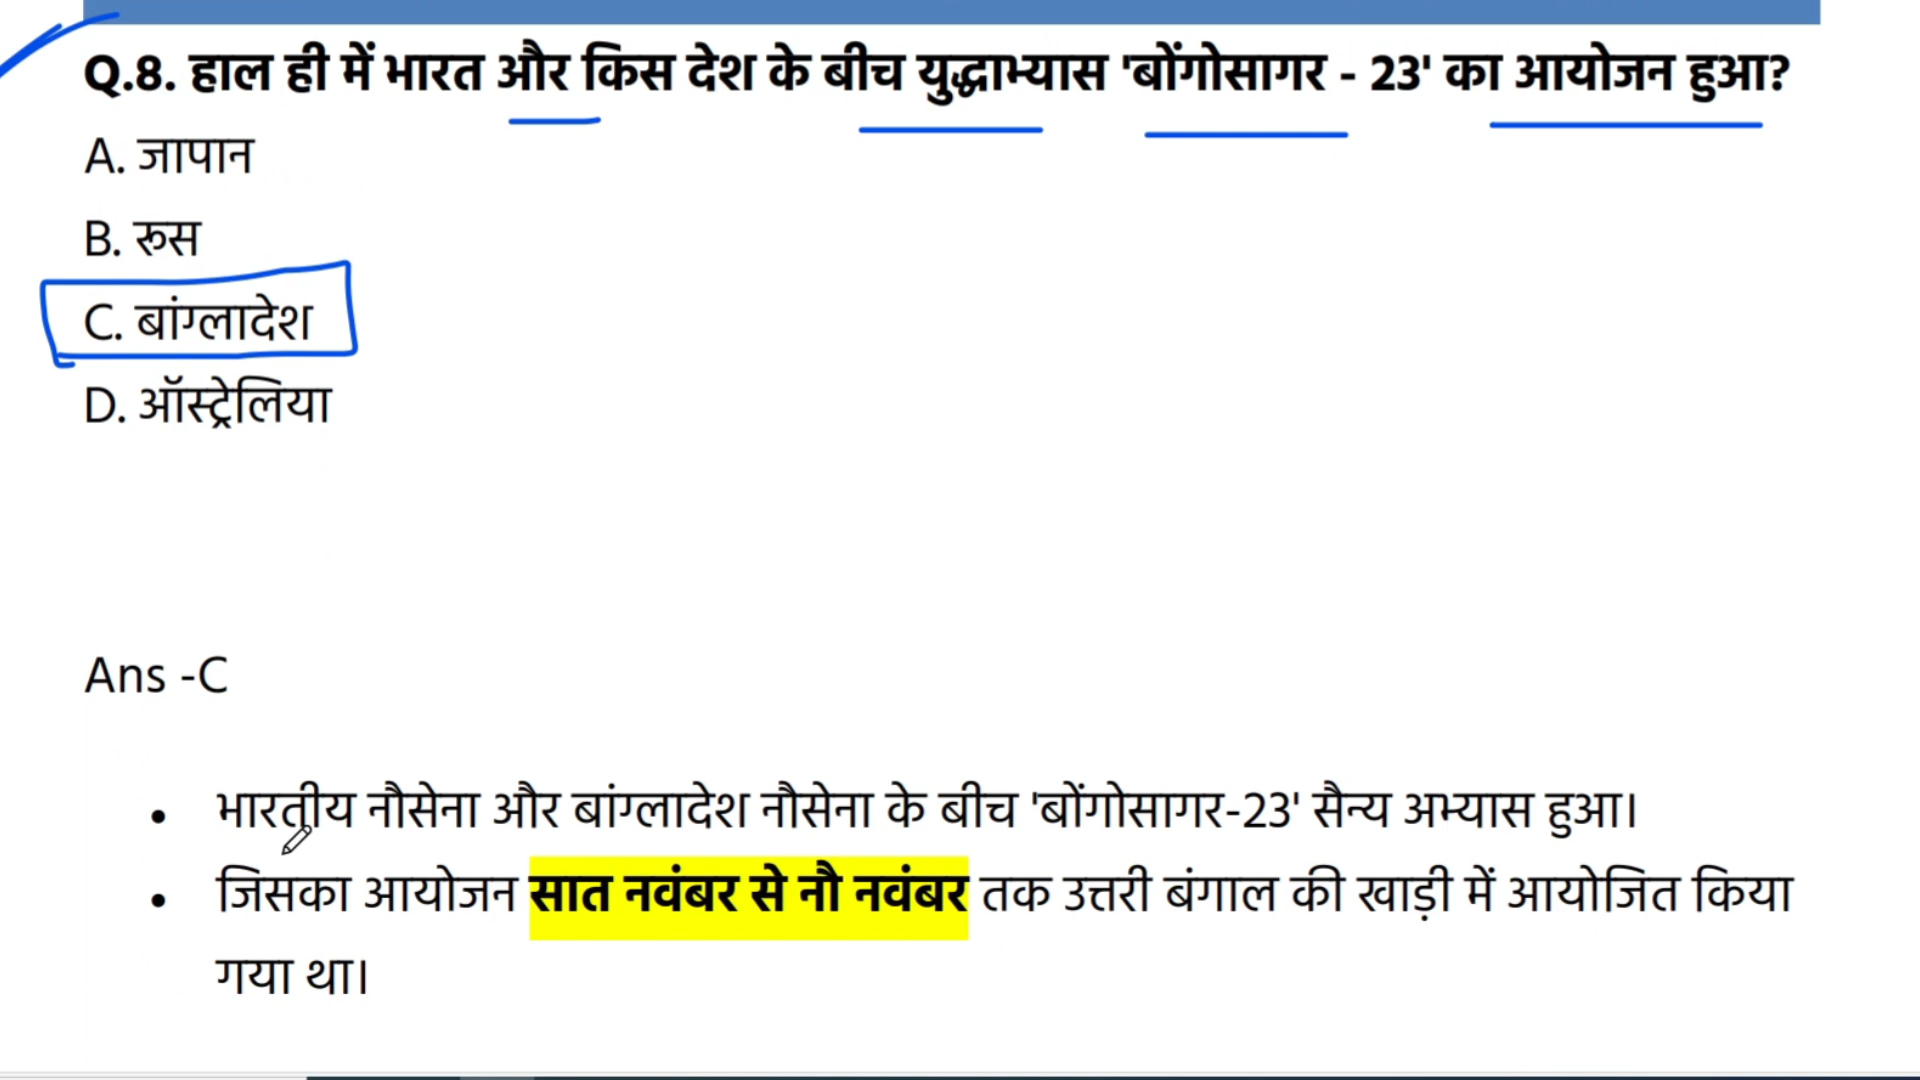 Q.8. हाल ही में भारत और किस देश के बीच युद्धाभ्यास 'बोंगोसागर - 23' का आयोजन हुआ?
A. जापान
B. रूस
C. बांग्लादेश
D. ऑस्ट्रेलिया
Ans -C
• भारतीय नौसेना और बांग्लादेश नौसेना के बीच 'बोंगोसागर-23' सैन्य अभ्यास हुआ।
• जिसका आयोजन सात नवंबर से नौ नवंबर तक उत्तरी बंगाल की खाड़ी में आयोजित किया
गया था।